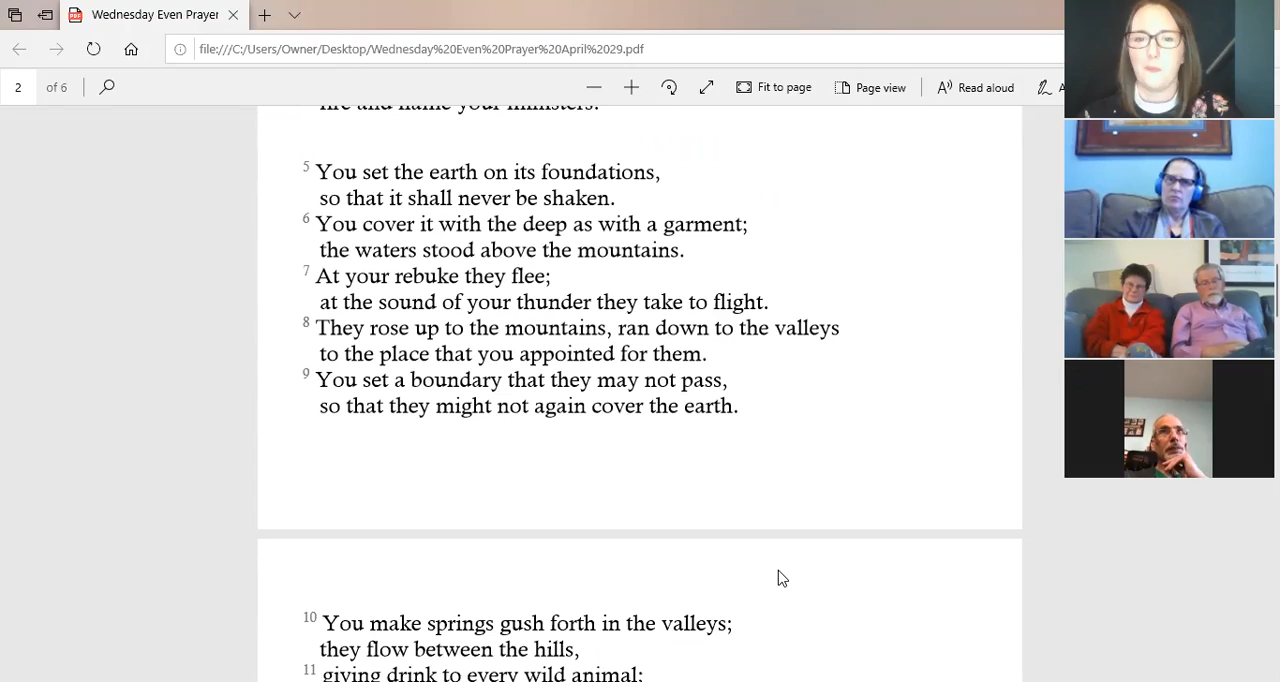 Wednesday Even Prayer
file:///C:/Users/Owner/Desktop/Wednesday%20Even%20Prayer%20April%2029.pdf
2 of 6 Fit to page Page view Read aloud
fire and flame your ministers.
5 You set the earth on its foundations,
so that it shall never be shaken.
6 You cover it with the deep as with a garment;
the waters stood above the mountains.
7 At your rebuke they flee;
at the sound of your thunder they take to flight.
8 They rose up to the mountains, ran down to the valleys
to the place that you appointed for them.
9 You set a boundary that they may not pass,
so that they might not again cover the earth.
10 You make springs gush forth in the valleys;
they flow between the hills,
11 giving drink to every wild animal;